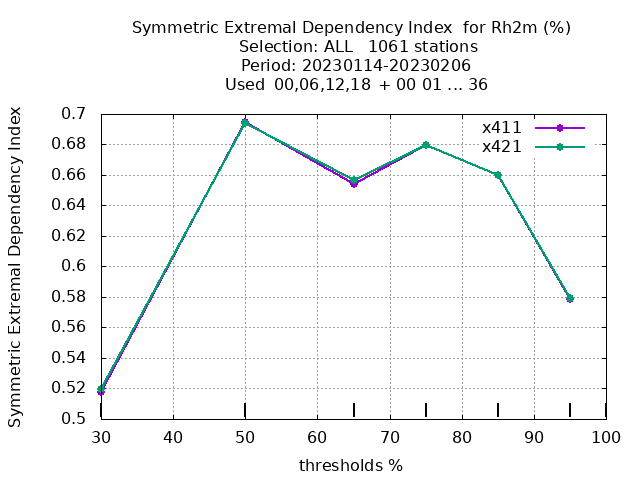 Symmetric Extremal Dependency Index  for Rh2m (%)
Selection: ALL   1061 stations
Period: 20230114-20230206
Used  00,06,12,18 + 00 01 ... 36
Symmetric Extremal Dependency Index
0.7
0.68
0.66
0.64
0.62
0.6
0.58
0.56
0.54
0.52
0.5
x411
x421
30 40 50 60 70 80 90 100
thresholds %